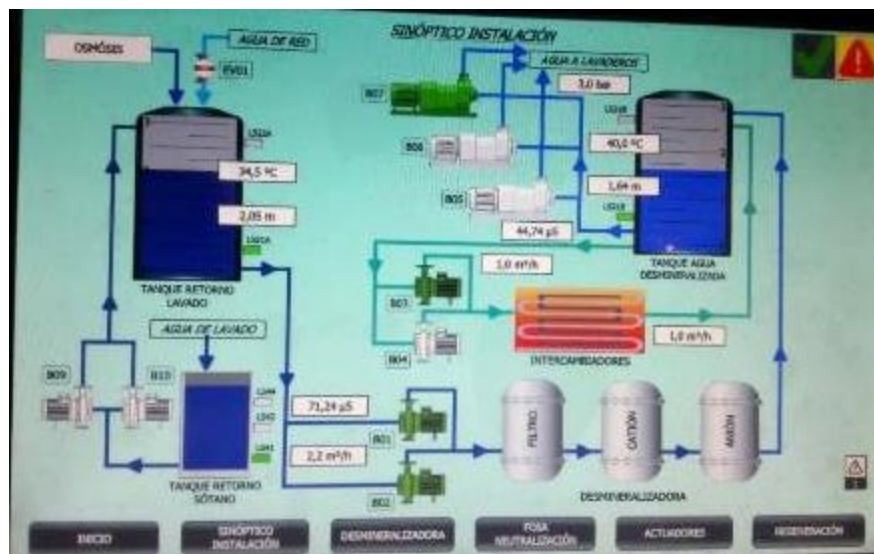 SINÓPTICO INSTALACIÓN
OSMÓSIS
AGUA DE RED
EV01
AGUA A LAVADEROS
3,0 bar
B07
B06
B05
40,0 ºC
1,64 m
44,74 µS
TANQUE AGUA
DESMINERALIZADA
34,5 ºC
2,05 m
TANQUE RETORNO
LAVADO
1,0 m³/h
B03
B04
INTERCAMBIADORES
1,0 m³/h
AGUA DE LAVADO
B09
B10
71,24 µS
2,2 m³/h
B01
B02
FILTRO
CATION
ANIÓN
TANQUE RETORNO
SÓTANO
DESMINERALIZADORA
INICIO
SINÓPTICO
INSTALACIÓN
DESMINERALIZADORA
FOSA
NEUTRALIZACIÓN
ACTUADORES
REGENERACIÓN